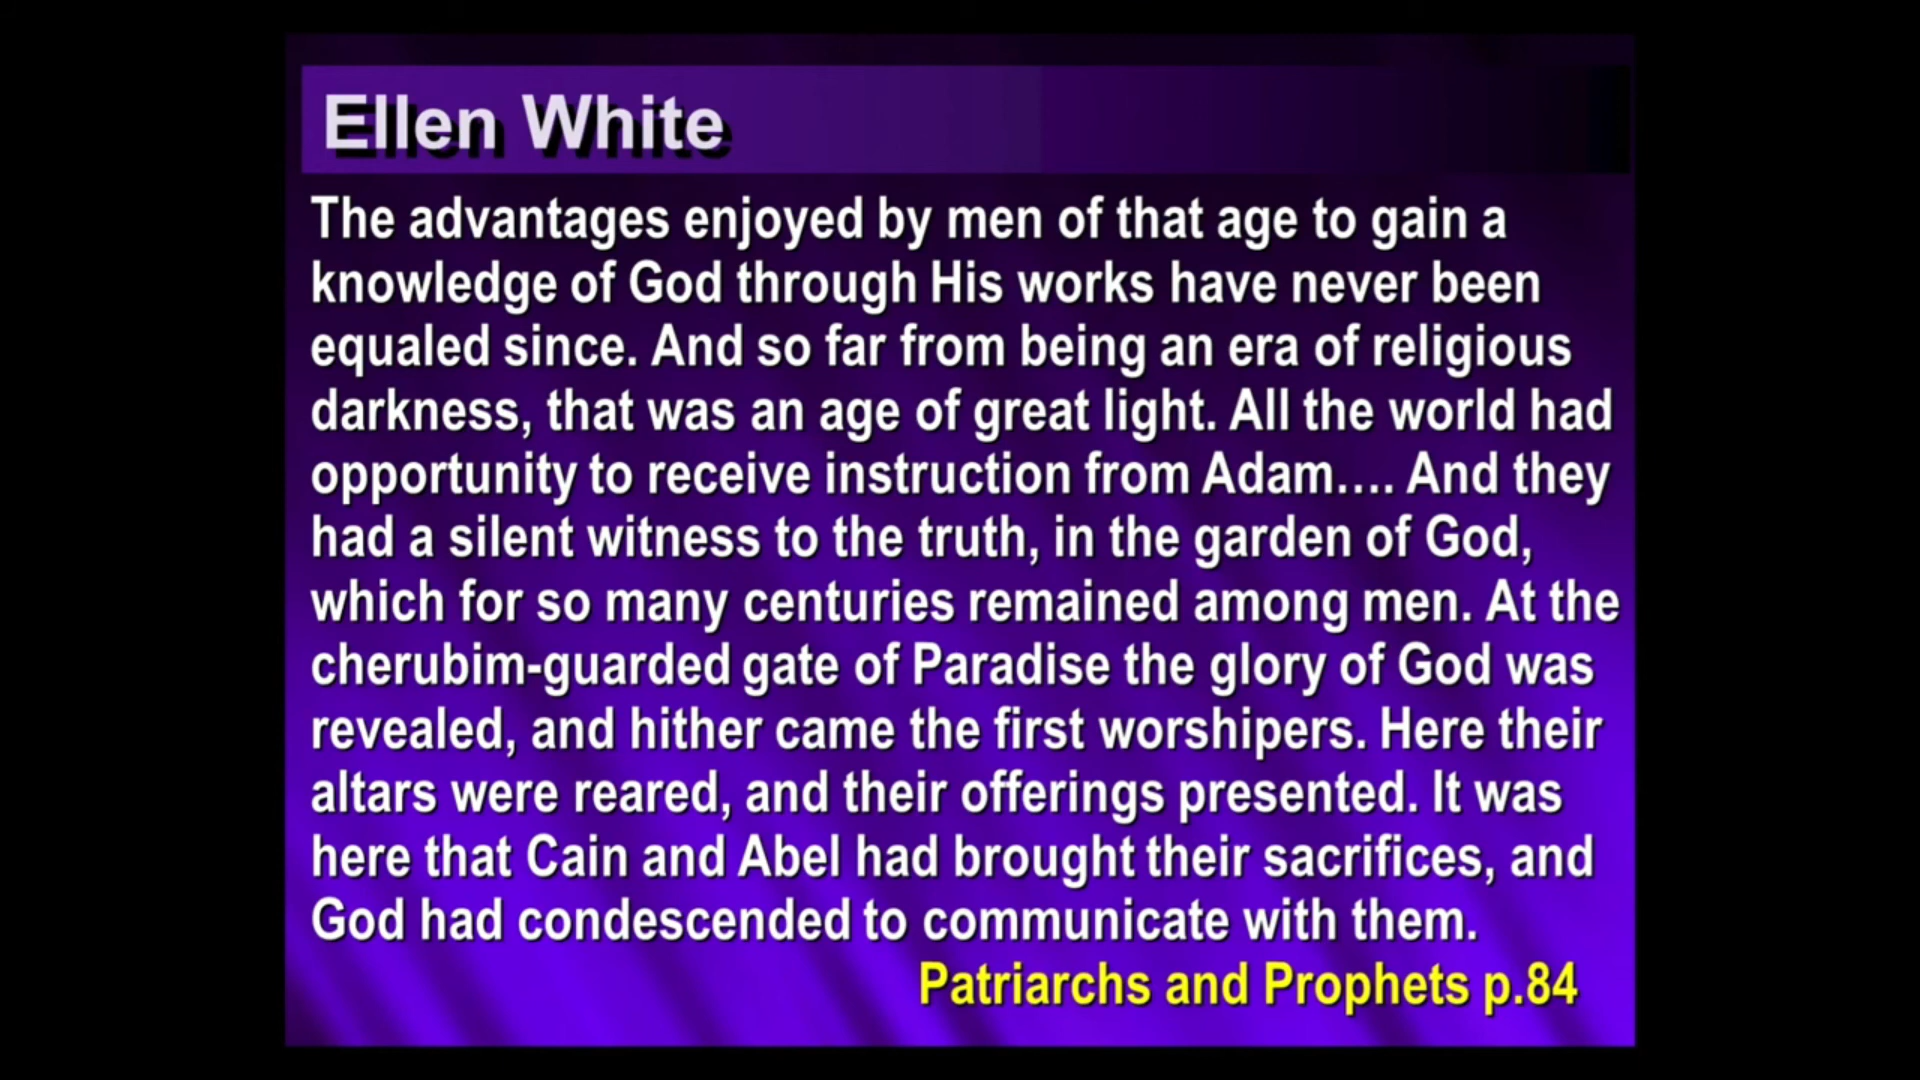 Ellen White
The advantages enjoyed by men of that age to gain a
knowledge of God through His works have never been
equaled since. And so far from being an era of religious
darkness, that was an age of great light. All the world had
opportunity to receive instruction from Adam.... And they
had a silent witness to the truth, in the garden of God,
which for so many centuries remained among men. At the
cherubim-guarded gate of Paradise the glory of God was
revealed, and hither came the first worshipers. Here their
altars were reared, and their offerings presented. It was
here that Cain and Abel had brought their sacrifices, and
God had condescended to communicate with them.
Patriarchs and Prophets p.84